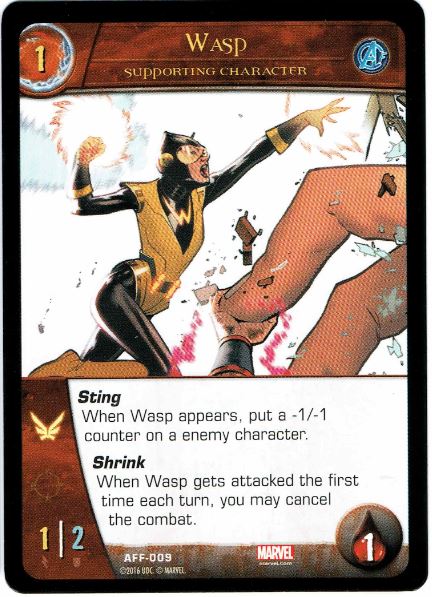 1
Wasp
SUPPORTING CHARACTER
A
W
Sting
When Wasp appears, put a -1/-1
counter on a enemy character.
Shrink
When Wasp gets attacked the first
time each turn, you may cancel
the combat.
1|2
1
AFF-009
MARVEL
marvel.com
©2016 UDC © MARVEL